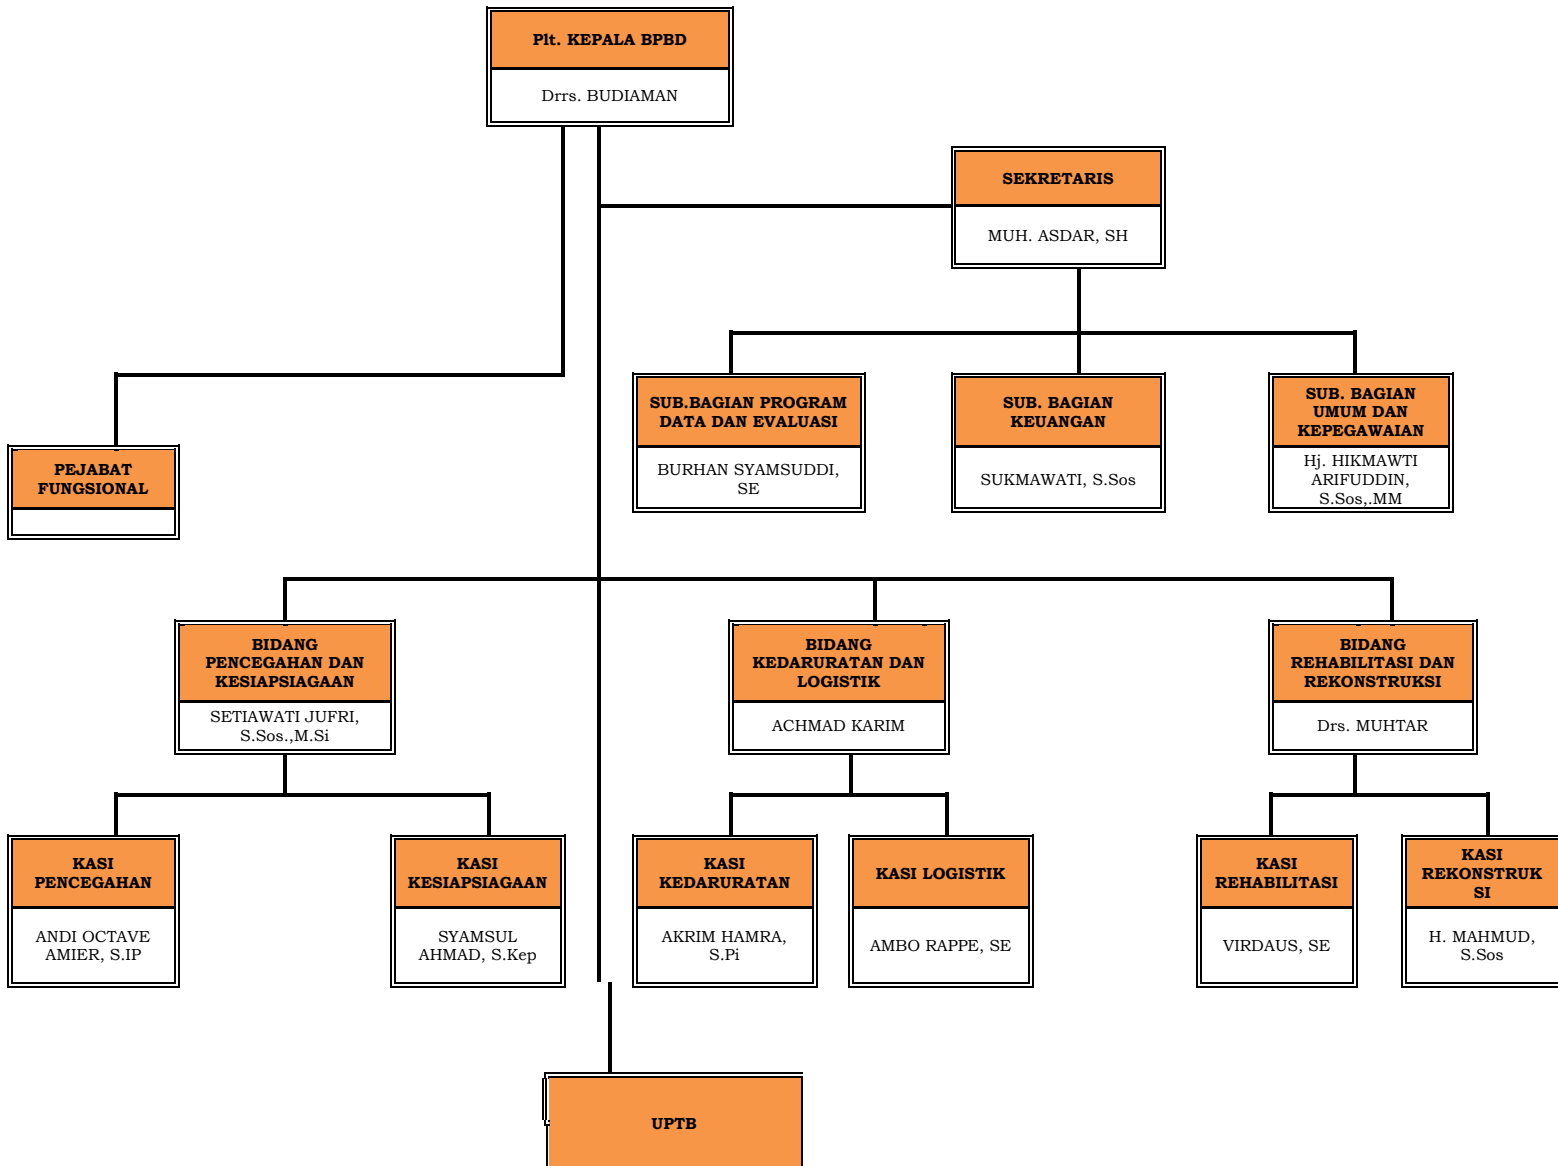 Plt. KEPALA BPBD
Drrs. BUDIAMAN
SEKRETARIS
MUH. ASDAR, SH
SUB.BAGIAN PROGRAM
DATA DAN EVALUASI
BURHAN SYAMSUDDI,
SE
SUB. BAGIAN
KEUANGAN
SUKMAWATI, S.Sos
SUB. BAGIAN
UMUM DAN
KEPEGAWAIAN
Hj. HIKMAWTI
ARIFUDDIN,
S.Sos,.MM
PEJABAT
FUNGSIONAL
BIDANG
PENCEGAHAN DAN
KESIAPSIAGAAN
SETIAWATI JUFRI,
S.Sos.,M.Si
BIDANG
KEDARURATAN DAN
LOGISTIK
ACHMAD KARIM
BIDANG
REHABILITASI DAN
REKONSTRUKSI
Drs. MUHTAR
KASI
PENCEGAHAN
ANDI OCTAVE
AMIER, S.IP
KASI
KESIAPSIAGAAN
SYAMSUL
AHMAD, S.Kep
KASI
KEDARURATAN
AKRIM HAMRA,
S.Pi
KASI LOGISTIK
AMBO RAPPE, SE
KASI
REHABILITASI
VIRDAUS, SE
KASI
REKONSTRUK
SI
H. MAHMUD,
S.Sos
UPTB